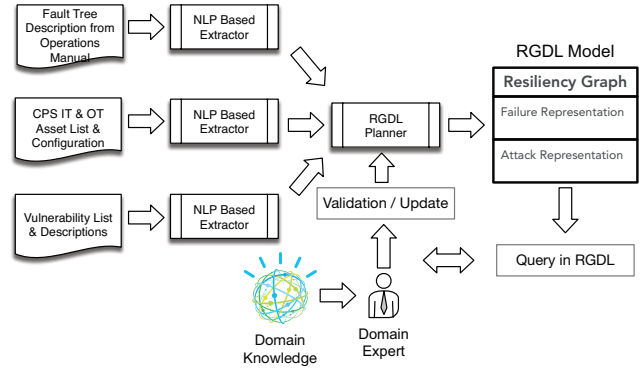 Fault Tree
Description from
Operations
Manual
NLP Based
Extractor
RGDL Model
Resiliency Graph
Failure Representation
Attack Representation
CPS IT & OT
Asset List &
Configuration
NLP Based
Extractor
RGDL
Planner
Vulnerability List
& Descriptions
NLP Based
Extractor
Validation / Update
Query in RGDL
Domain
Knowledge
Domain
Expert